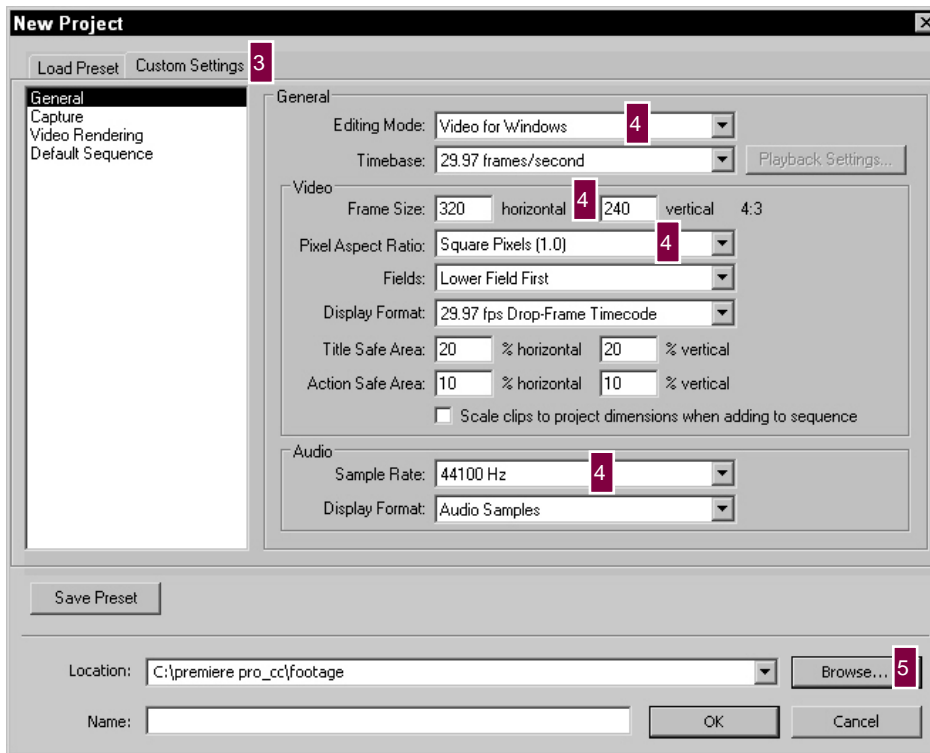 New Project
Load Preset Custom Settings 3
General
Capture
Video Rendering
Default Sequence
General
Editing Mode: Video for Windows 4
Timebase: 29.97 frames/second Playback Settings...
Video
Frame Size: 320 horizontal 4 240 vertical 4:3
Pixel Aspect Ratio: Square Pixels (1.0) 4
Fields: Lower Field First
Display Format: 29.97 fps Drop-Frame Timecode
Title Safe Area: 20 % horizontal 20 % vertical
Action Safe Area: 10 % horizontal 10 % vertical
Scale clips to project dimensions when adding to sequence
Audio
Sample Rate: 44100 Hz 4
Display Format: Audio Samples
Save Preset
Location: C:\premiere pro_cc\footage Browse... 5
Name: OK Cancel